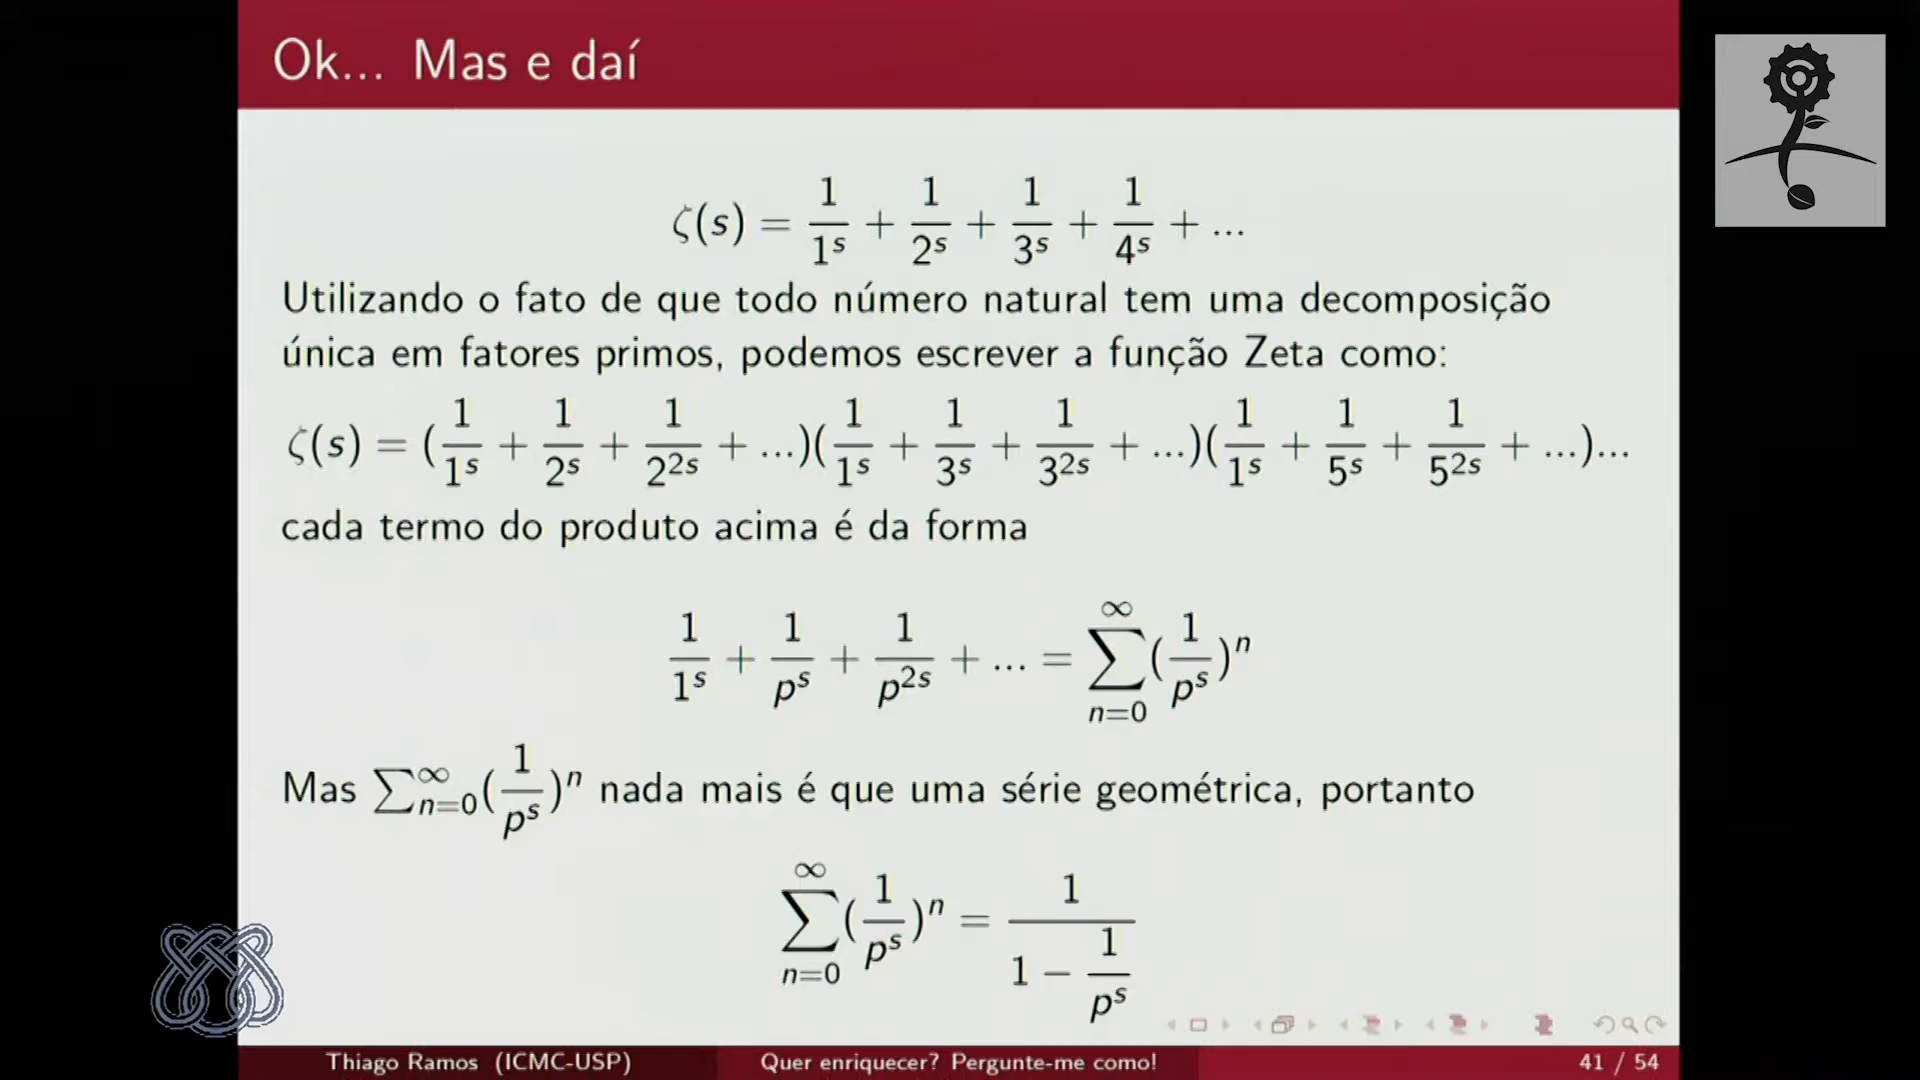 Ok... Mas e daí
ζ(s) = 1/1^s + 1/2^s + 1/3^s + 1/4^s + ...
Utilizando o fato de que todo número natural tem uma decomposição
única em fatores primos, podemos escrever a função Zeta como:
ζ(s) = (1/1^s + 1/2^s + 1/2^{2s} + ...)(1/1^s + 1/3^s + 1/3^{2s} + ...)(1/1^s + 1/5^s + 1/5^{2s} + ...)...
cada termo do produto acima é da forma
1/1^s + 1/p^s + 1/p^{2s} + ... = ∑_{n=0}^{∞} (1/p^s)^n
Mas ∑_{n=0}^{∞} (1/p^s)^n nada mais é que uma série geométrica, portanto
∑_{n=0}^{∞} (1/p^s)^n = 1/(1 − 1/p^s)
Thiago Ramos (ICMC-USP) Quer enriquecer? Pergunte-me como! 41 / 54